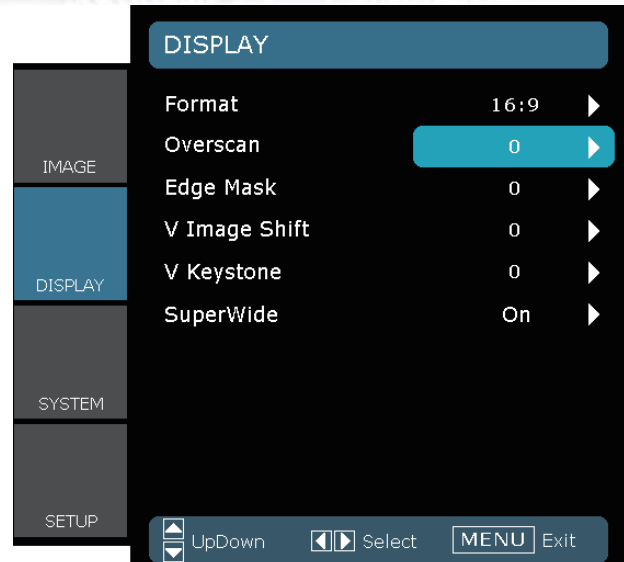 DISPLAY
Format 16:9
Overscan 0
Edge Mask 0
V Image Shift 0
V Keystone 0
SuperWide On
IMAGE
DISPLAY
SYSTEM
SETUP
UpDown Select MENU Exit